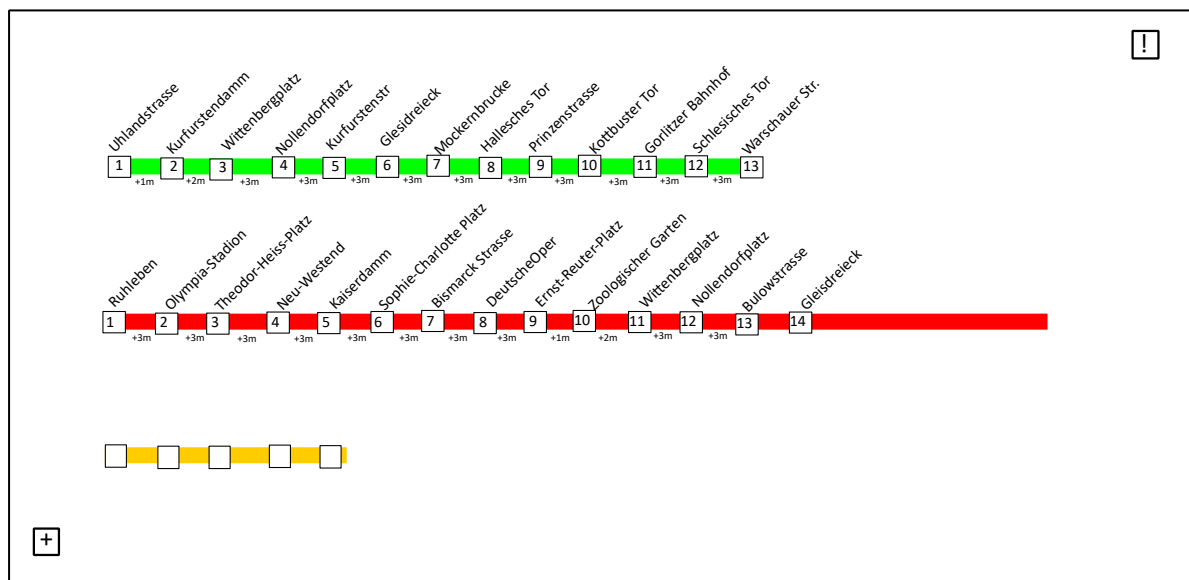 !
Uhlandstrasse
Kurfurstendamm
Wittenbergplatz
Nollendorfplatz
Kurfurstenstr
Glesidreieck
Mockernbrucke
Hallesches Tor
Prinzenstrasse
Kottbuster Tor
Gorlitzer Bahnhof
Schlesisches Tor
Warschauer Str.
1 2 3 4 5 6 7 8 9 10 11 12 13
+1m +2m +3m +3m +3m +3m +3m +3m +3m +3m +3m +3m
Ruhleben
Olympia-Stadion
Theodor-Heiss-Platz
Neu-Westend
Kaiserdamm
Sophie-Charlotte Platz
Bismarck Strasse
DeutscheOper
Ernst-Reuter-Platz
Zoologischer Garten
Wittenbergplatz
Nollendorfplatz
Bulowstrasse
Gleisdreieck
1 2 3 4 5 6 7 8 9 10 11 12 13 14
+3m +3m +3m +3m +3m +3m +3m +3m +1m +2m +3m +3m
+